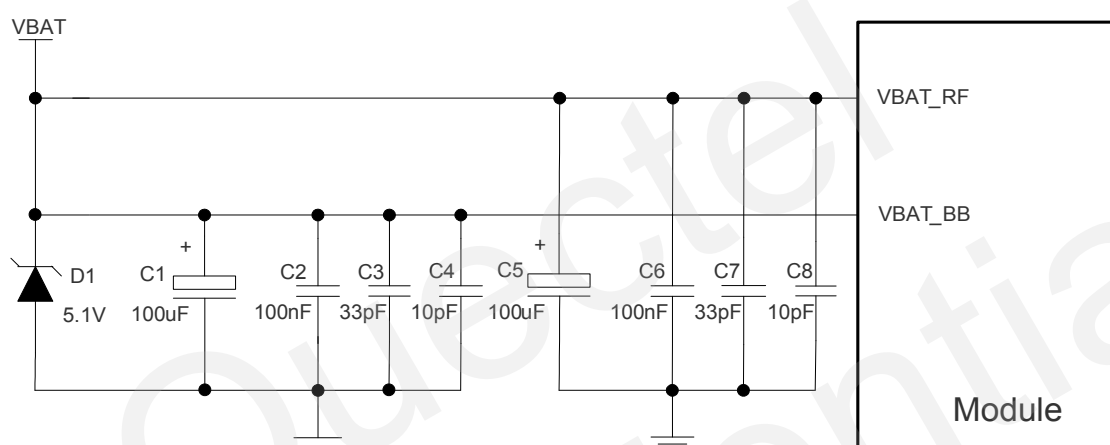 VBAT
VBAT_RF
VBAT_BB
+
+
D1
5.1V
C1
100uF
C2
100nF
C3
33pF
C4
10pF
C5
100uF
C6
100nF
C7
33pF
C8
10pF
Module
Quectel